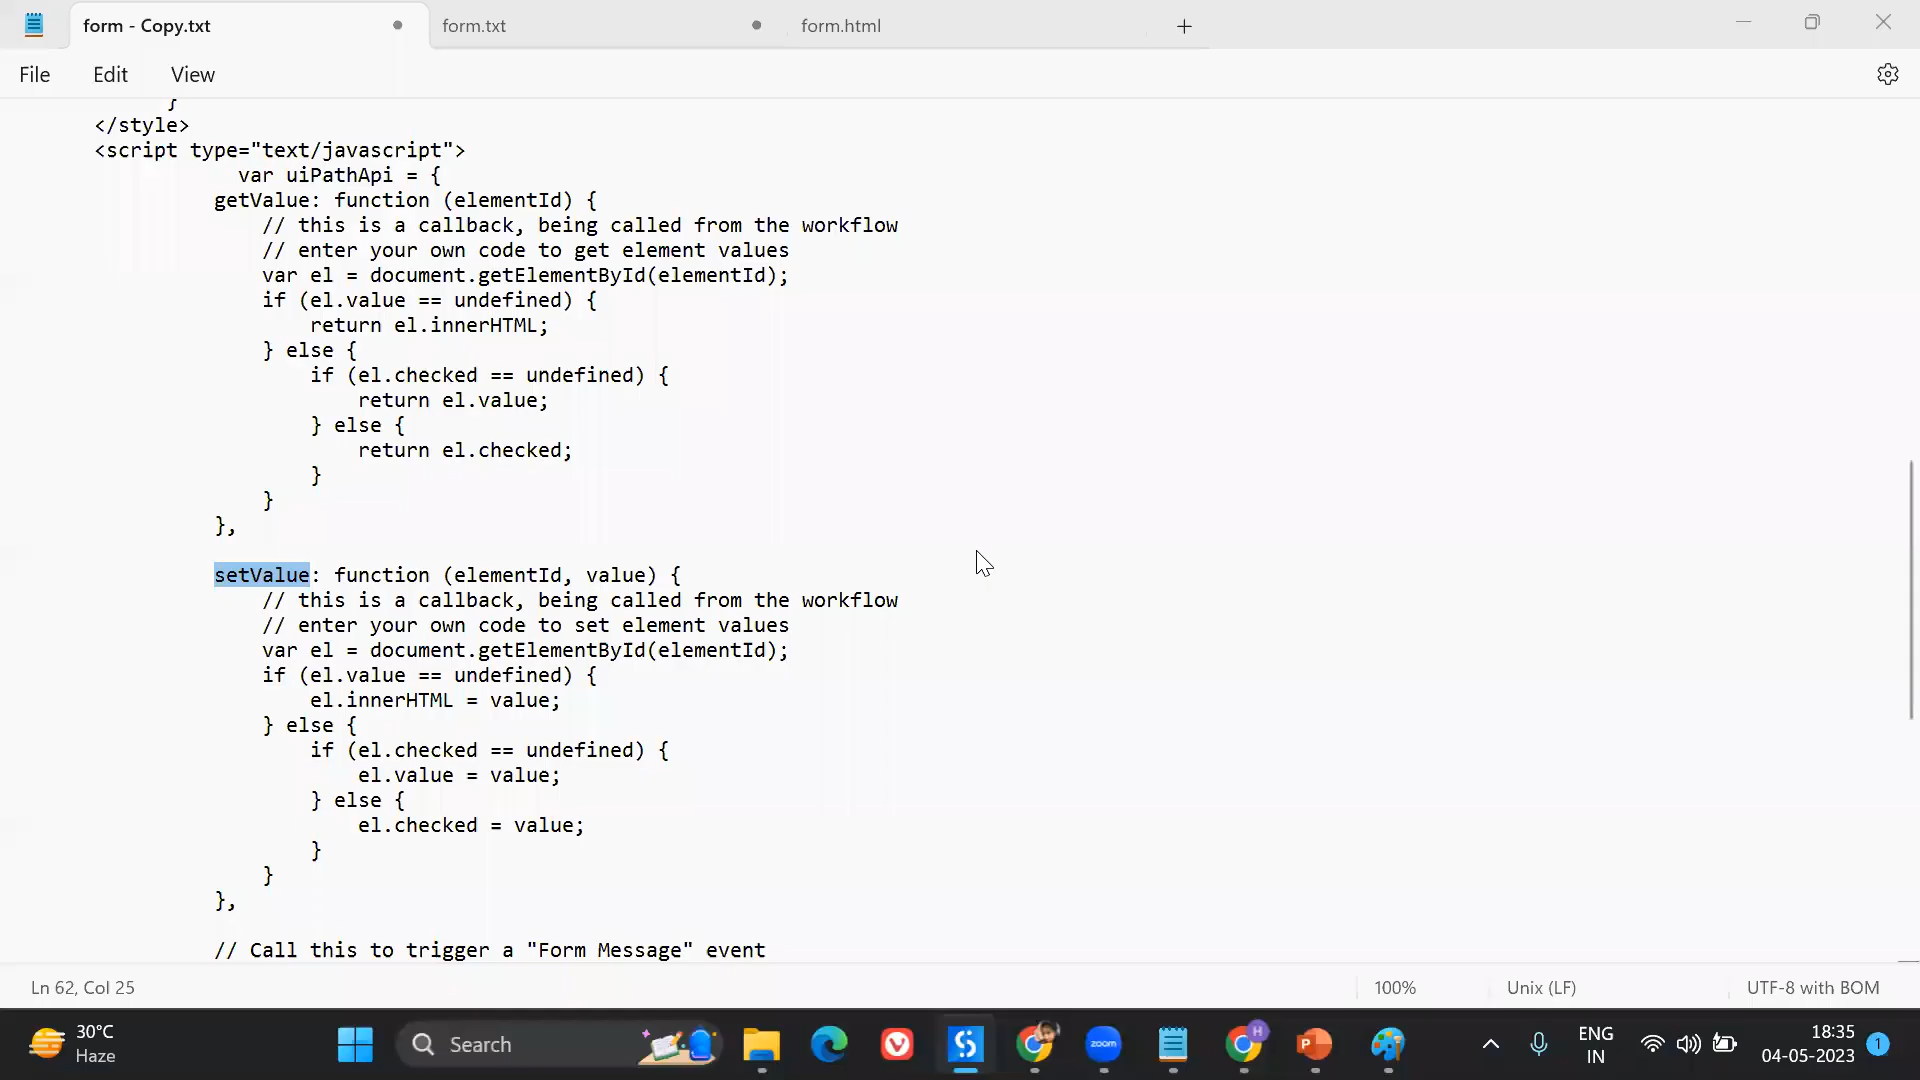 form - Copy.txt
form.txt
form.html
File
Edit
View
}
</style>
<script type="text/javascript">
var uiPathApi = {
getValue: function (elementId) {
// this is a callback, being called from the workflow
// enter your own code to get element values
var el = document.getElementById(elementId);
if (el.value == undefined) {
return el.innerHTML;
} else {
if (el.checked == undefined) {
return el.value;
} else {
return el.checked;
}
}
},
setValue: function (elementId, value) {
// this is a callback, being called from the workflow
// enter your own code to set element values
var el = document.getElementById(elementId);
if (el.value == undefined) {
el.innerHTML = value;
} else {
if (el.checked == undefined) {
el.value = value;
} else {
el.checked = value;
}
}
},
// Call this to trigger a "Form Message" event
Ln 62, Col 25
100%
Unix (LF)
UTF-8 with BOM
30°C
Haze
Search
zoom
H
P
ENG
IN
18:35
04-05-2023
1